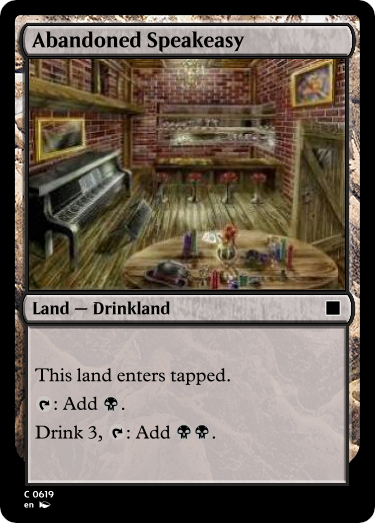 Abandoned Speakeasy
Land — Drinkland
This land enters tapped.
: Add .
Drink 3, : Add .
C 0619
en